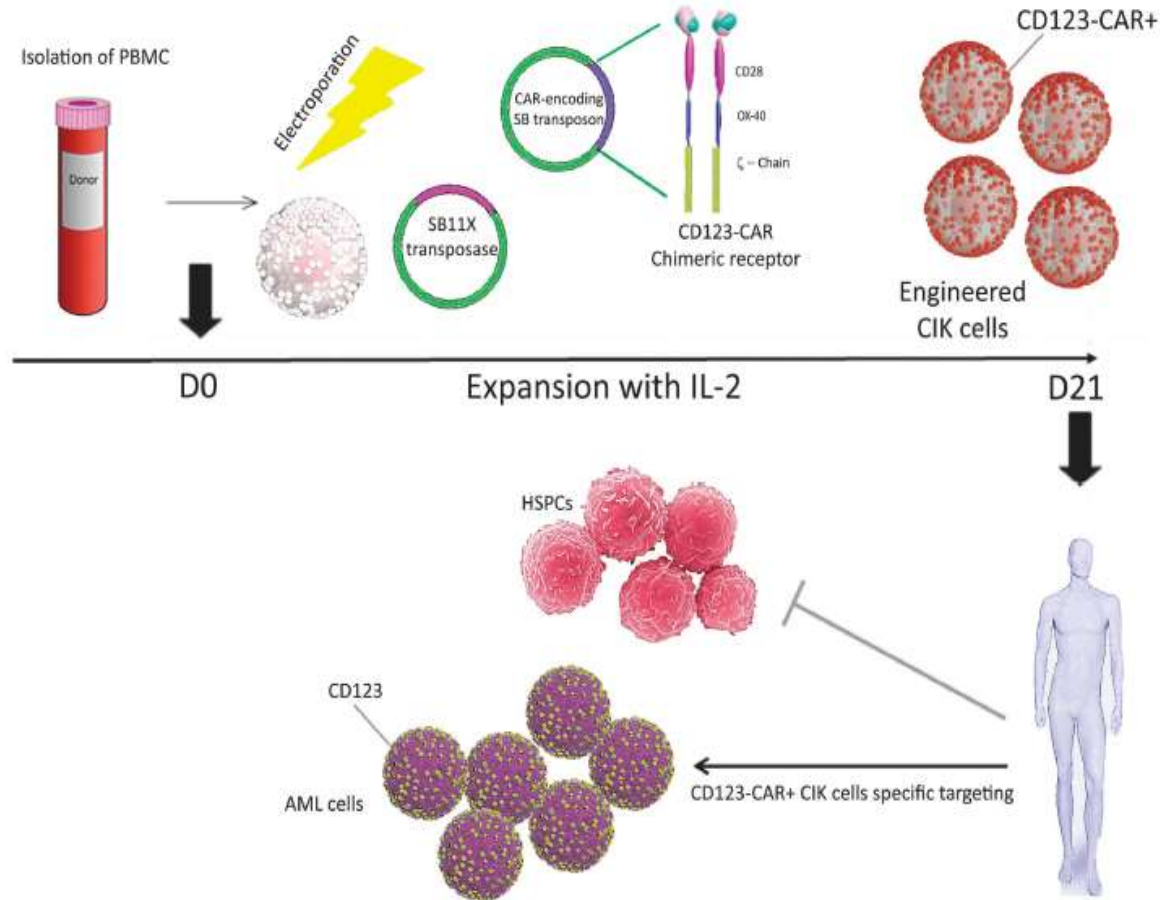 Isolation of PBMC
Donor
Electroporation
SB11X
transposase
CAR-encoding
SB transposon
CD28
OX-40
ζ – Chain
CD123-CAR
Chimeric receptor
CD123-CAR+
Engineered
CIK cells
D0
Expansion with IL-2
D21
HSPCs
CD123
AML cells
CD123-CAR+ CIK cells specific targeting